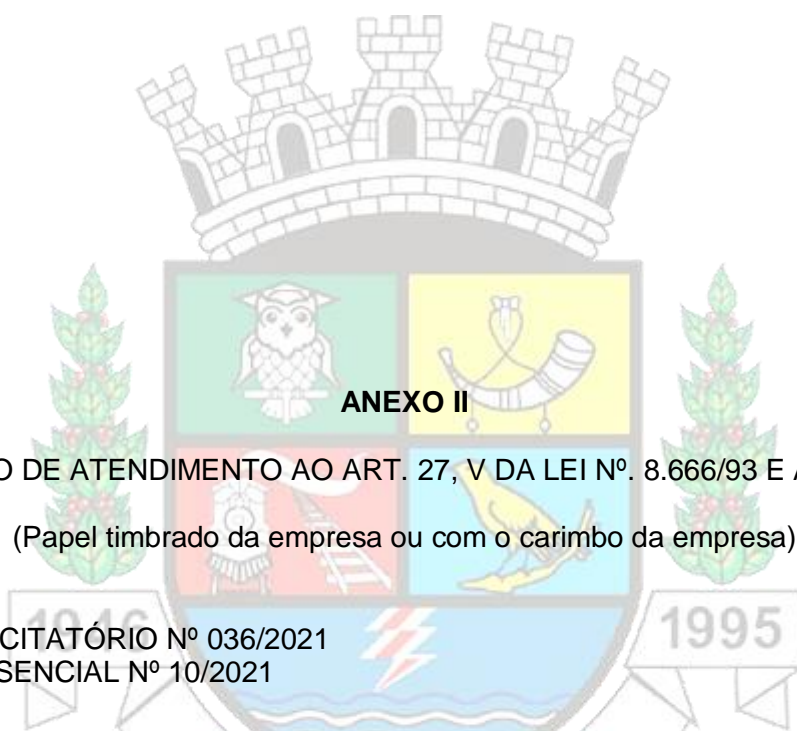 ANEXO II
O DE ATENDIMENTO AO ART. 27, V DA LEI Nº. 8.666/93 E A
(Papel timbrado da empresa ou com o carimbo da empresa)
1946
1995
CITATÓRIO Nº 036/2021
SENCIAL Nº 10/2021